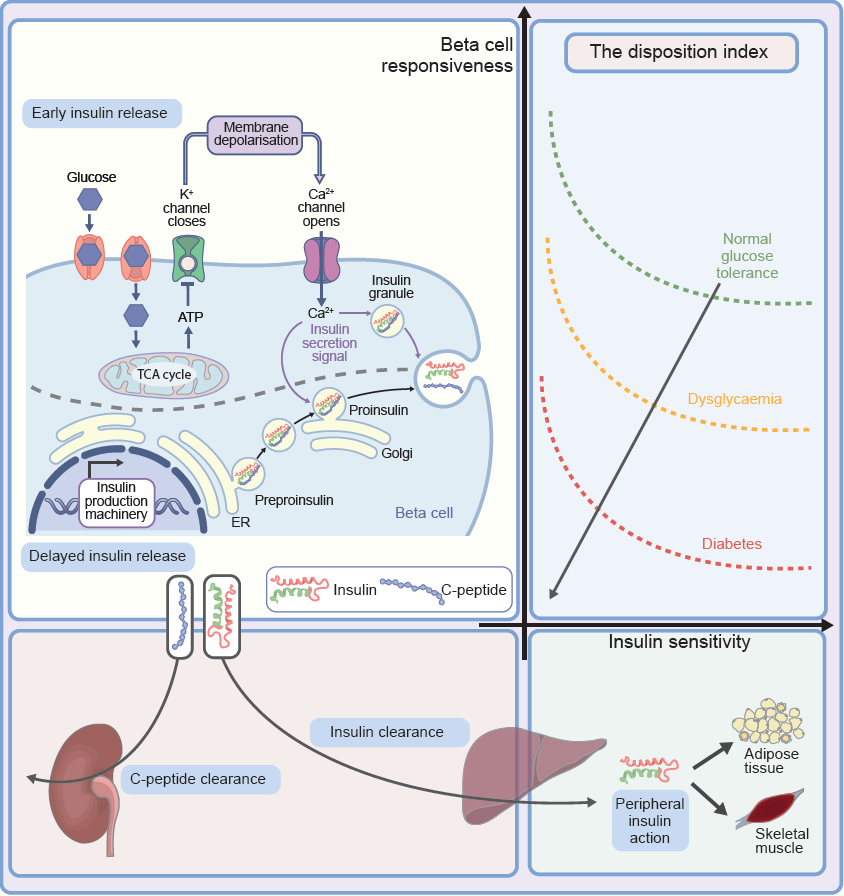 Beta cell
responsiveness
The disposition index
Early insulin release
Membrane
depolarisation
Glucose
K⁺
channel
closes
Ca²⁺
channel
opens
Insulin
granule
ATP
Ca²⁺
Insulin
secretion
signal
TCA cycle
Proinsulin
Golgi
Preproinsulin
ER
Insulin
production
machinery
Beta cell
Delayed insulin release
Insulin
C-peptide
Normal
glucose
tolerance
Dysglycaemia
Diabetes
Insulin sensitivity
Insulin clearance
C-peptide clearance
Peripheral
insulin
action
Adipose
tissue
Skeletal
muscle